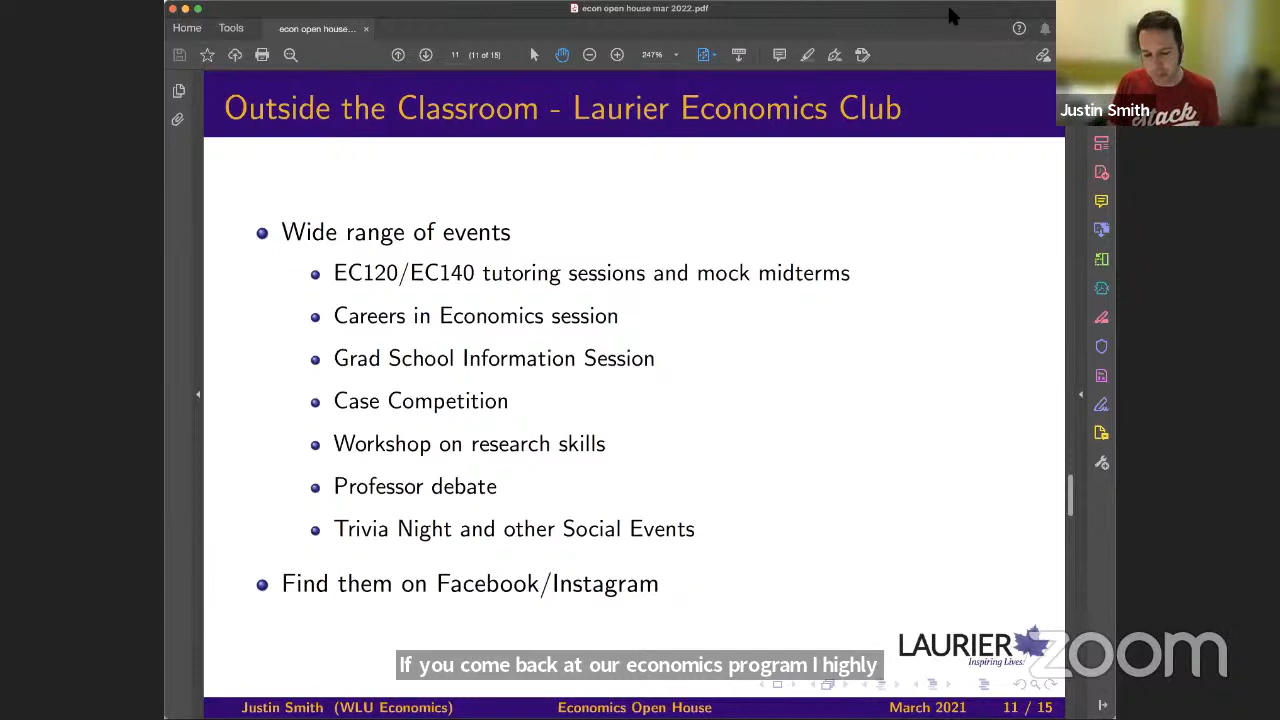 econ open house mar 2022.pdf
Home Tools econ open house... ×
11 (11 of 15) 247%
Justin Smith
Stack
Outside the Classroom - Laurier Economics Club
Wide range of events
EC120/EC140 tutoring sessions and mock midterms
Careers in Economics session
Grad School Information Session
Case Competition
Workshop on research skills
Professor debate
Trivia Night and other Social Events
Find them on Facebook/Instagram
LAURIER
Inspiring Lives.
zoom
If you come back at our economics program I highly
Justin Smith (WLU Economics) Economics Open House March 2021 11 / 15